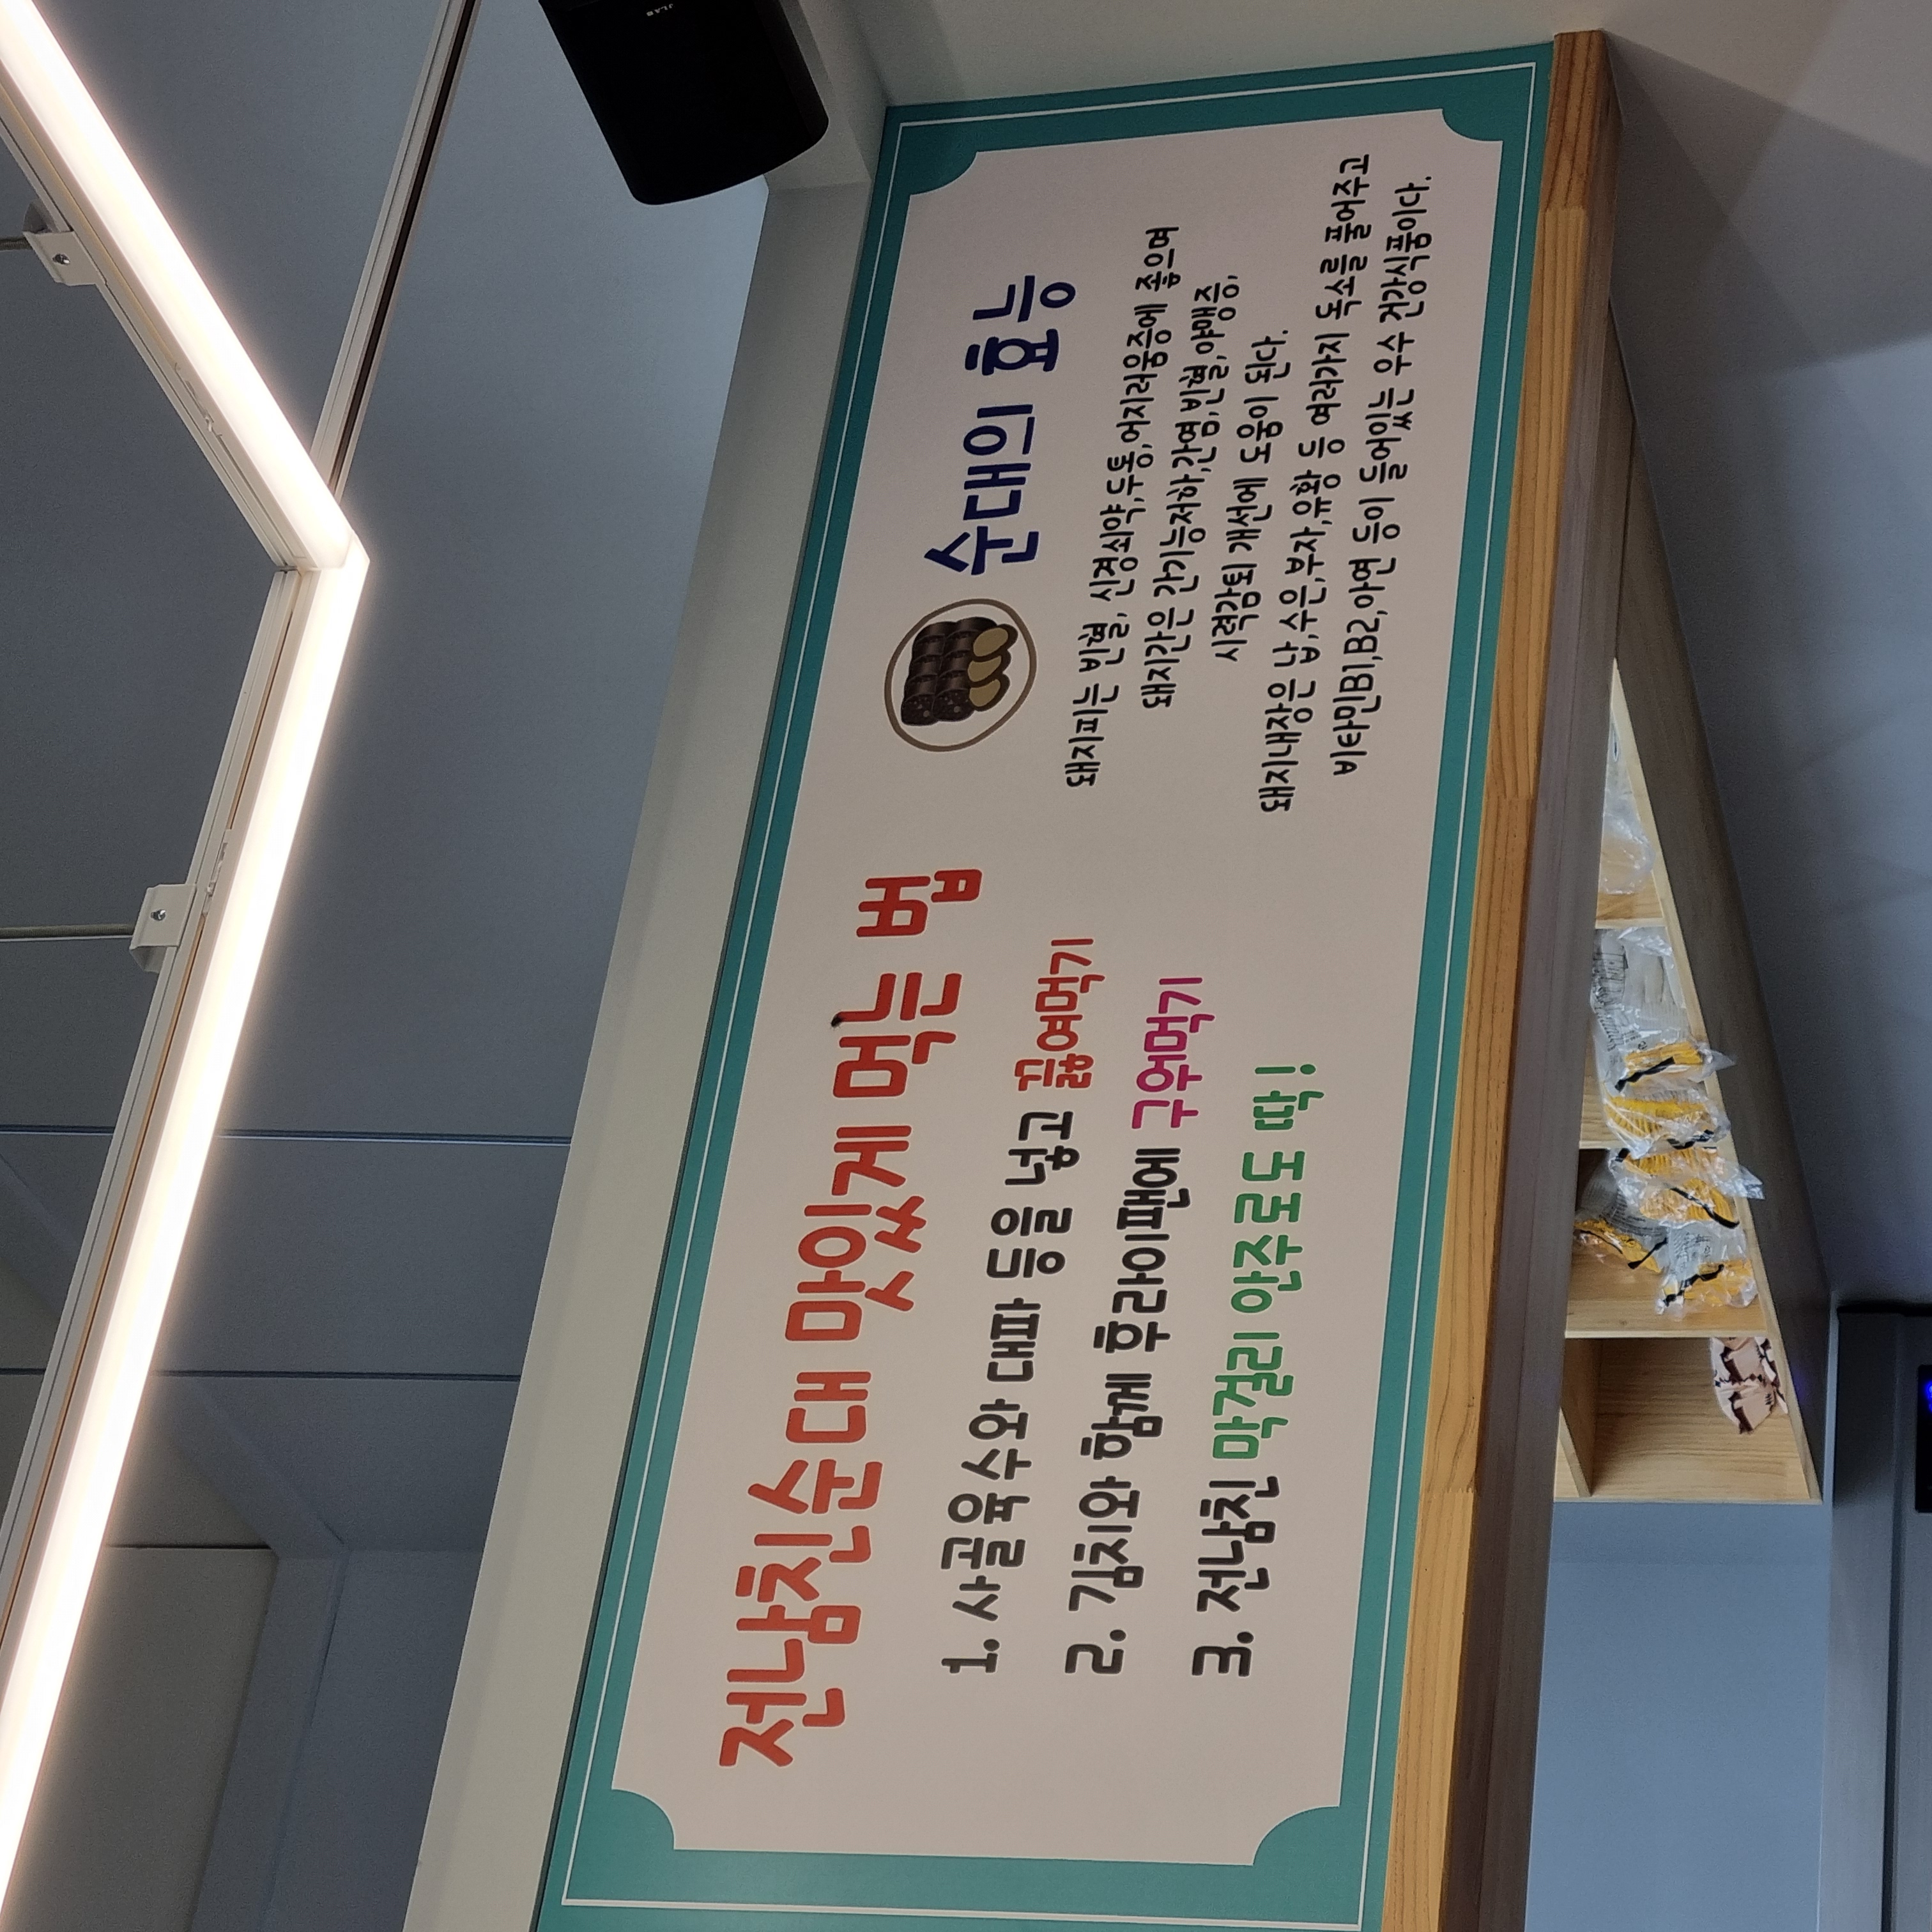 전남친순대 맛있게 먹는 법
1. 사골육수와 대파 등을 넣고 끓여먹기
2. 김치와 함께 후라이팬에 구워먹기
3. 전남친 막걸리 안주로도 딱!
순대의 효능
돼지피는 빈혈, 신경쇠약,두통,어지러움증에 좋으며
돼지간은 간기능저하,간염,빈혈,야맹증,
시력감퇴 개선에 도움이 된다.
돼지내장은 납,수은,부자,유황 등 여러가지 독소를 풀어주고
비타민B1,B2,아연 등이 들어있는 우수 건강식품이다.
JLAB